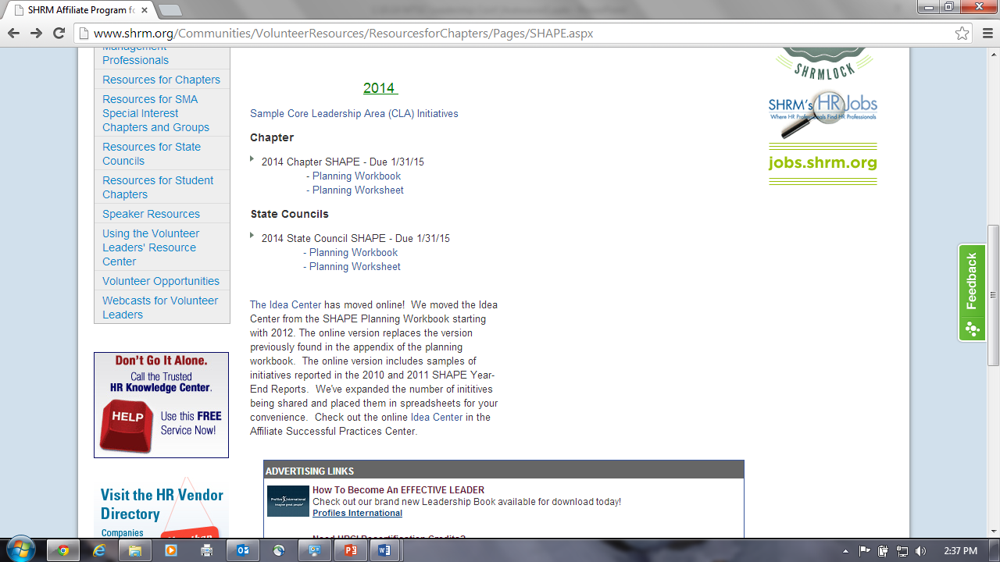 SHRM Affiliate Program fo
www.shrm.org/Communities/VolunteerResources/ResourcesforChapters/Pages/SHAPE.aspx
Management
Professionals
Resources for Chapters
Resources for SMA
Special Interest
Chapters and Groups
Resources for State
Councils
Resources for Student
Chapters
Speaker Resources
Using the Volunteer
Leaders' Resource
Center
Volunteer Opportunities
Webcasts for Volunteer
Leaders
Don't Go It Alone.
Call the Trusted
HR Knowledge Center.
HELP
Use this FREE
Service Now!
Visit the HR Vendor
Directory
Companies
2014
Sample Core Leadership Area (CLA) Initiatives
Chapter
2014 Chapter SHAPE - Due 1/31/15
- Planning Workbook
- Planning Worksheet
State Councils
2014 State Council SHAPE - Due 1/31/15
- Planning Workbook
- Planning Worksheet
The Idea Center has moved online!  We moved the Idea
Center from the SHAPE Planning Workbook starting
with 2012. The online version replaces the version
previously found in the appendix of the planning
workbook.  The online version includes samples of
initiatives reported in the 2010 and 2011 SHAPE Year-
End Reports.  We've expanded the number of inititives
being shared and placed them in spreadsheets for your
convenience.  Check out the online Idea Center in the
Affiliate Successful Practices Center.
ADVERTISING LINKS
Profiles International
How To Become An EFFECTIVE LEADER
Check out our brand new Leadership Book available for download today!
Profiles International
Need HRCI Recertification Credits?
SHRMLOCK
SHRM's HR Jobs
Where HR Professionals Find HR Professionals
jobs.shrm.org
Feedback
2:37 PM